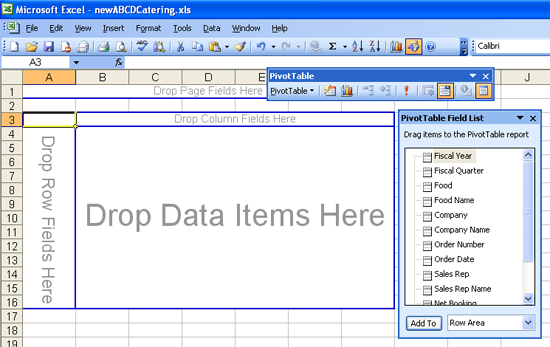 Microsoft Excel - newABCDCatering.xls
File Edit View Insert Format Tools Data Window Help
Calibri
A3 fx
A B C D E J
1 Drop Page Fields Here
PivotTable
PivotTable
2
3 Drop Column Fields Here
PivotTable Field List
Drag items to the PivotTable report
4
5
6
7
8
9
10
11
12
13
14
15
16
17
18
19
Drop Row Fields Here
Drop Data Items Here
Fiscal Year
Fiscal Quarter
Food
Food Name
Company
Company Name
Order Number
Order Date
Sales Rep
Sales Rep Name
Net Booking
Add To Row Area